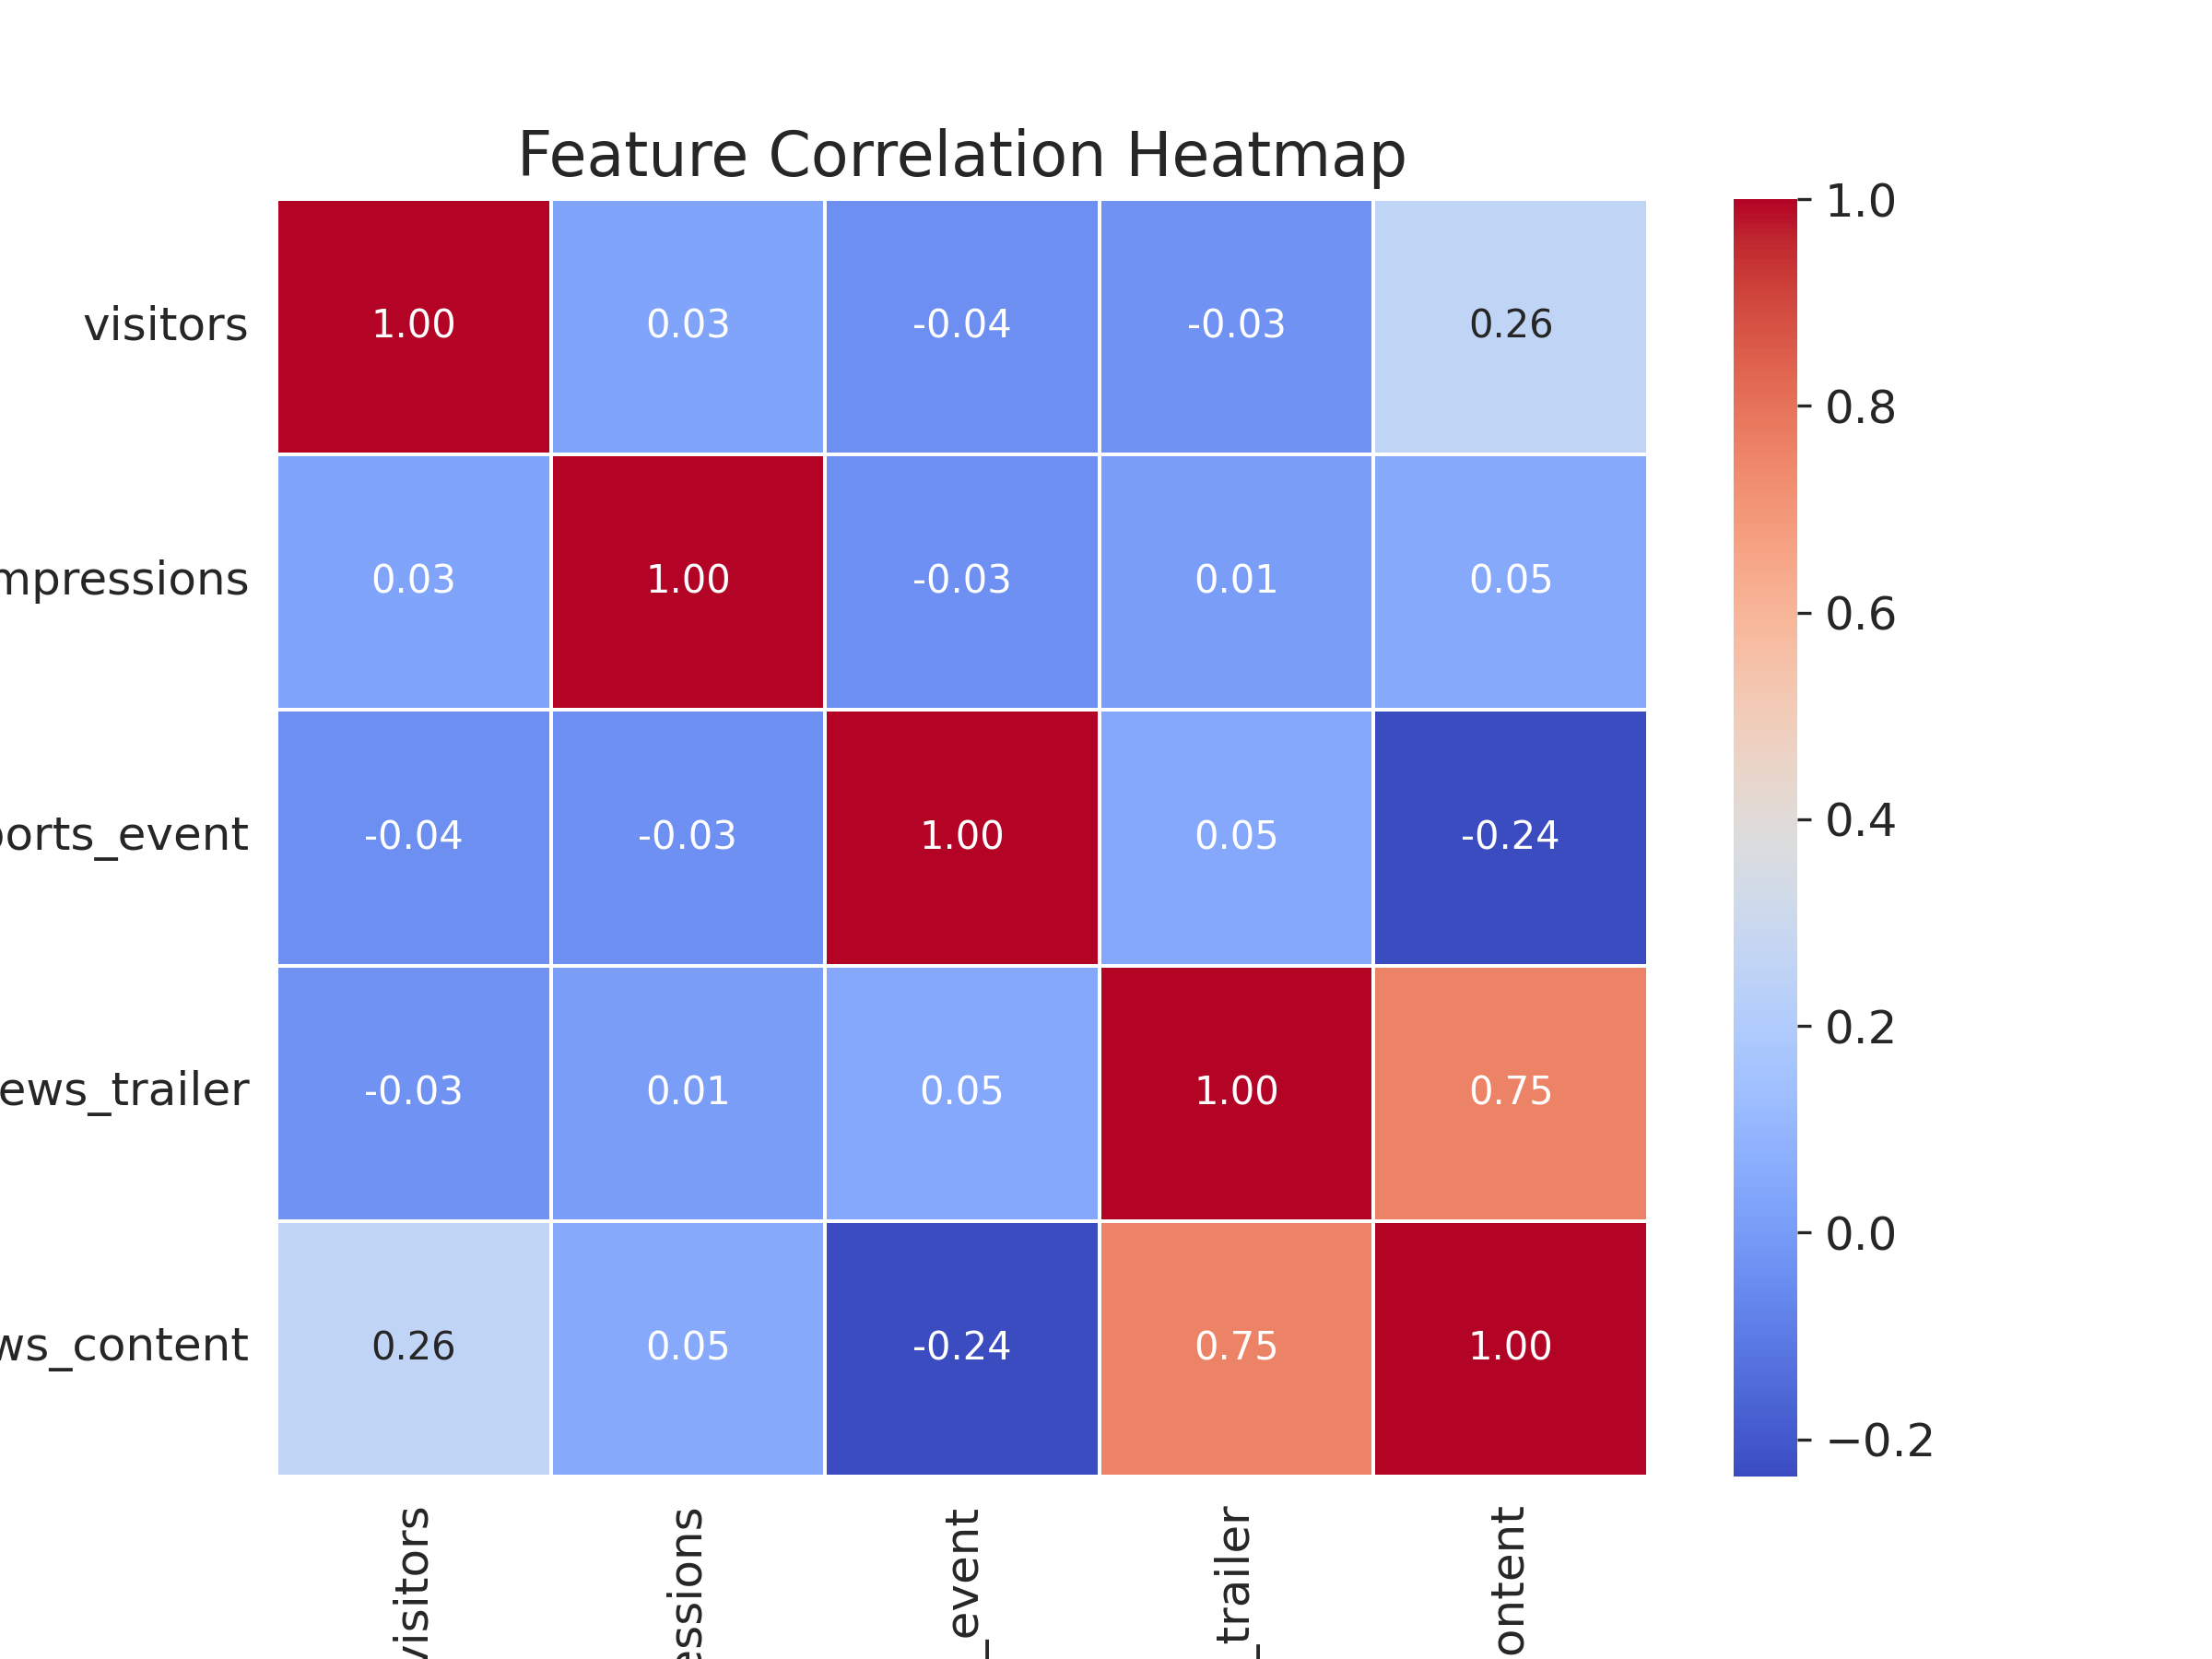 Feature Correlation Heatmap
visitors 1.00 0.03 -0.04 -0.03 0.26
mpressions 0.03 1.00 -0.03 0.01 0.05
orts_event -0.04 -0.03 1.00 0.05 -0.24
ews_trailer -0.03 0.01 0.05 1.00 0.75
ws_content 0.26 0.05 -0.24 0.75 1.00
visitors
essions
_event
_trailer
ontent
1.0
0.8
0.6
0.4
0.2
0.0
−0.2